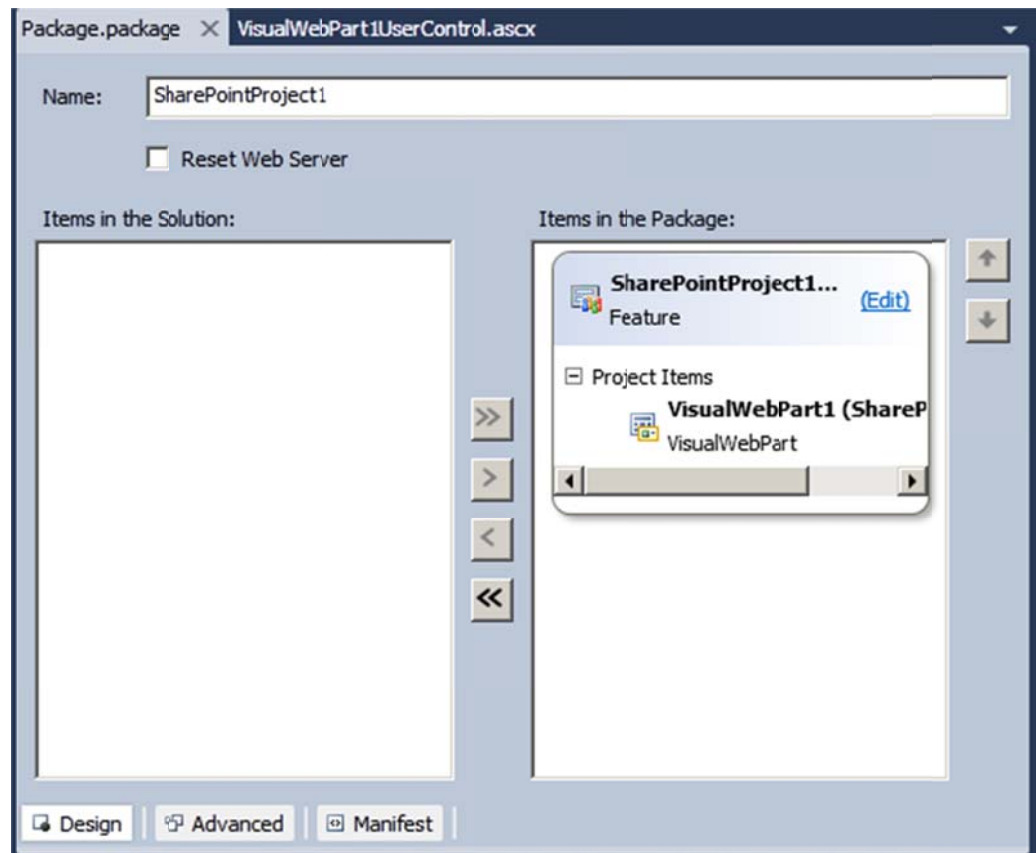 Package.package VisualWebPart1UserControl.ascx
Name: SharePointProject1
Reset Web Server
Items in the Solution: Items in the Package:
SharePointProject1... (Edit)
Feature
Project Items
VisualWebPart1 (ShareP
VisualWebPart
Design Advanced Manifest